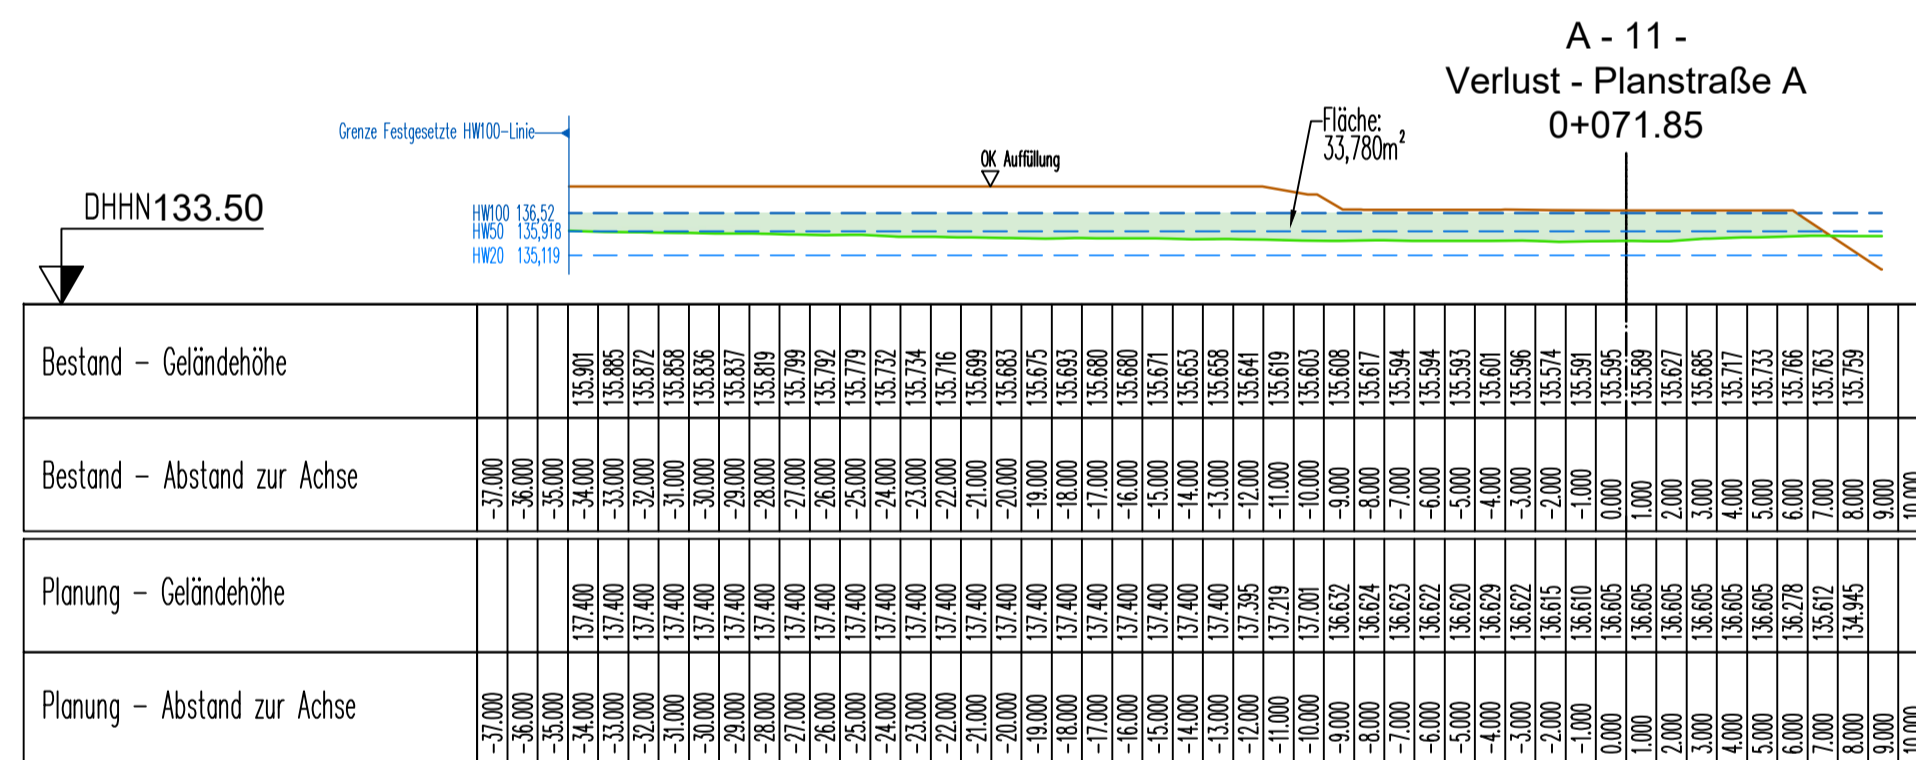 A - 11 -
Verlust - Planstraße A
0+071.85
Grenze Festgesetzte HW100-Linie
Fläche:
33,780m²
OK Auffüllung
DHHN133.50
HW100 136,52
HW50 135,918
HW20 135,119
Bestand - Geländehöhe 135.901 135.885 135.872 135.858 135.836 135.837 135.819 135.799 135.792 135.779 135.732 135.734 135.716 135.699 135.683 135.675 135.693 135.680 135.680 135.671 135.653 135.658 135.641 135.619 135.603 135.608 135.617 135.594 135.594 135.593 135.601 135.596 135.574 135.591 135.595 135.589 135.627 135.685 135.717 135.733 135.766 135.763 135.759
Bestand - Abstand zur Achse -37.000 -36.000 -35.000 -34.000 -33.000 -32.000 -31.000 -30.000 -29.000 -28.000 -27.000 -26.000 -25.000 -24.000 -23.000 -22.000 -21.000 -20.000 -19.000 -18.000 -17.000 -16.000 -15.000 -14.000 -13.000 -12.000 -11.000 -10.000 -9.000 -8.000 -7.000 -6.000 -5.000 -4.000 -3.000 -2.000 -1.000 0.000 1.000 2.000 3.000 4.000 5.000 6.000 7.000 8.000 9.000 10.000
Planung - Geländehöhe 137.400 137.400 137.400 137.400 137.400 137.400 137.400 137.400 137.400 137.400 137.400 137.400 137.400 137.400 137.400 137.400 137.400 137.400 137.400 137.400 137.400 137.400 137.395 137.219 137.001 136.632 136.624 136.623 136.622 136.620 136.629 136.622 136.615 136.610 136.605 136.605 136.605 136.605 136.605 136.605 136.278 135.612 134.945
Planung - Abstand zur Achse -37.000 -36.000 -35.000 -34.000 -33.000 -32.000 -31.000 -30.000 -29.000 -28.000 -27.000 -26.000 -25.000 -24.000 -23.000 -22.000 -21.000 -20.000 -19.000 -18.000 -17.000 -16.000 -15.000 -14.000 -13.000 -12.000 -11.000 -10.000 -9.000 -8.000 -7.000 -6.000 -5.000 -4.000 -3.000 -2.000 -1.000 0.000 1.000 2.000 3.000 4.000 5.000 6.000 7.000 8.000 9.000 10.000